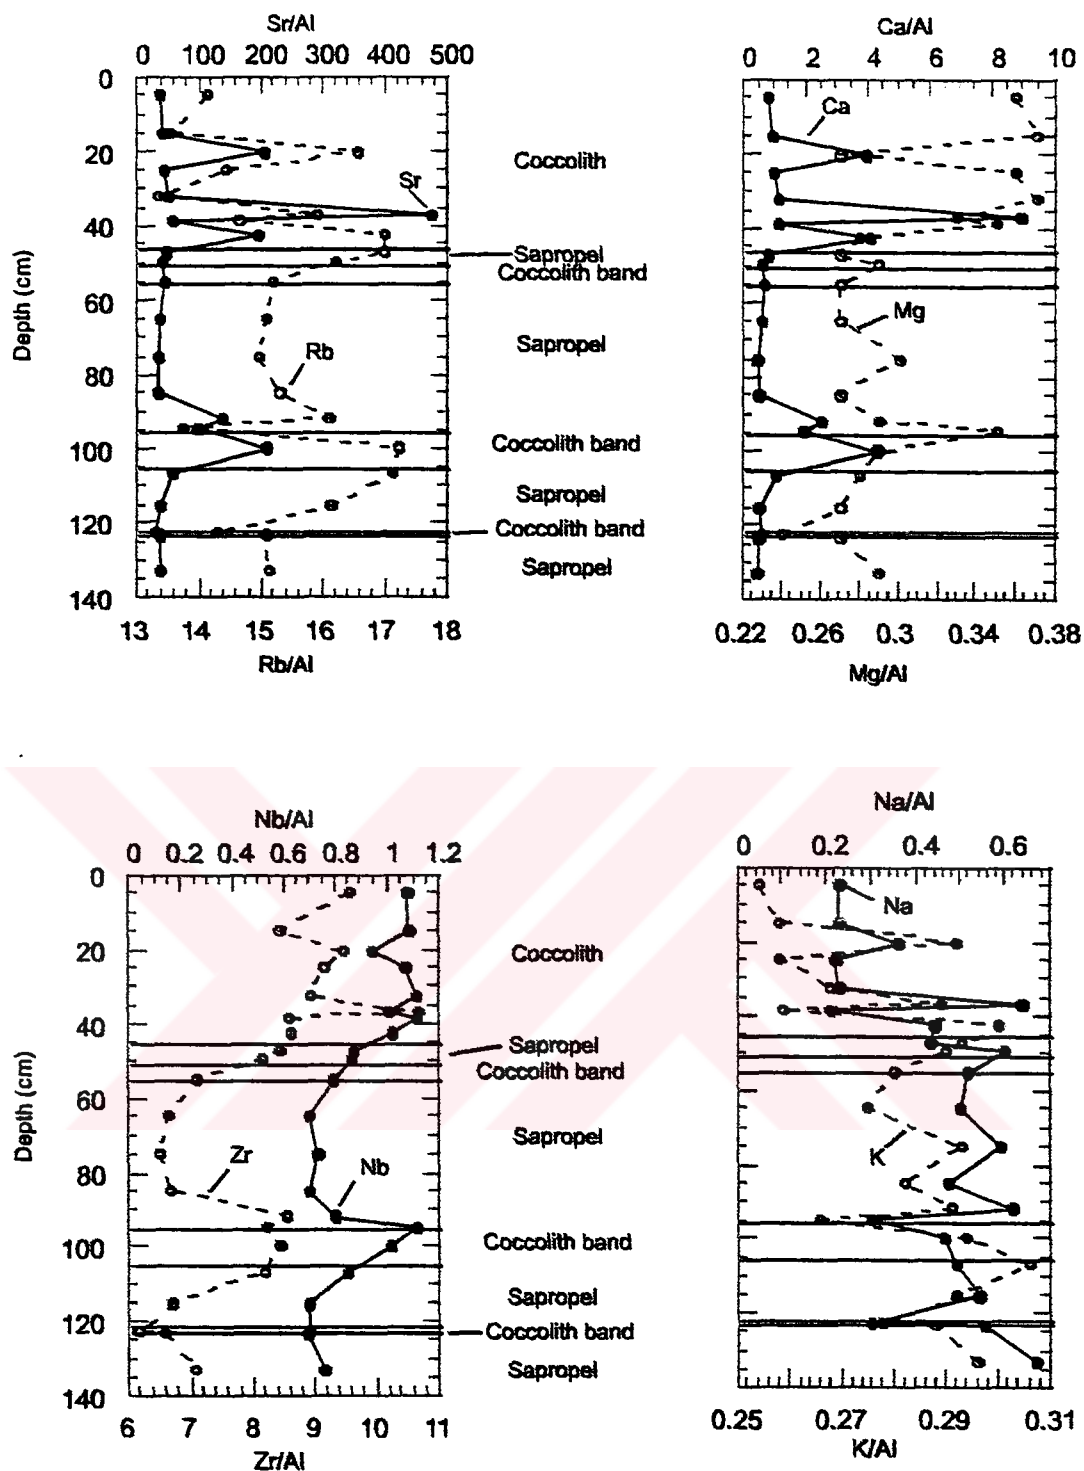 Sr/Al
0 100 200 300 400 500
Ca/Al
0 2 4 6 8 10
0
20
40
60
80
100
120
140
Depth (cm)
Sr
Rb
Coccolith
Sapropel
Coccolith band
Sapropel
Coccolith band
Sapropel
Coccolith band
Sapropel
Ca
Mg
13 14 15 16 17 18
Rb/Al
0.22 0.26 0.3 0.34 0.38
Mg/Al
Nb/Al
0 0.2 0.4 0.6 0.8 1 1.2
Na/Al
0 0.2 0.4 0.6
0
20
40
60
80
100
120
140
Depth (cm)
Zr
Nb
Coccolith
Sapropel
Coccolith band
Sapropel
Coccolith band
Sapropel
Coccolith band
Sapropel
Na
K
6 7 8 9 10 11
Zr/Al
0.25 0.27 0.29 0.31
K/Al